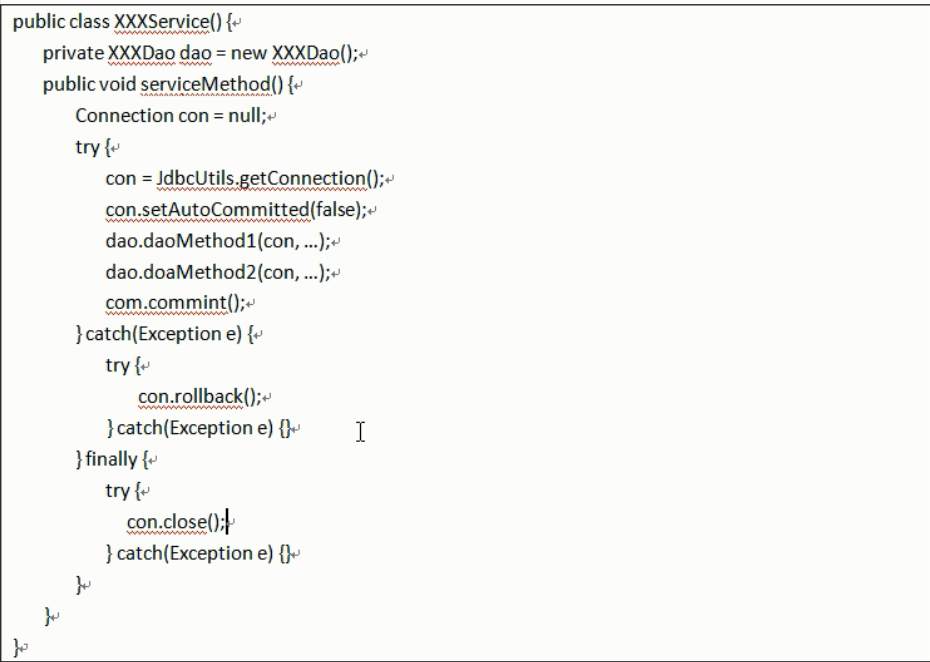 public class XXXService() {
private XXXDao dao = new XXXDao();
public void serviceMethod() {
Connection con = null;
try {
con = JdbcUtils.getConnection();
con.setAutoCommitted(false);
dao.daoMethod1(con, …);
dao.doaMethod2(con, …);
com.commint();
} catch(Exception e) {
try {
con.rollback();
} catch(Exception e) {}
} finally {
try {
con.close();
} catch(Exception e) {}
}
}
}